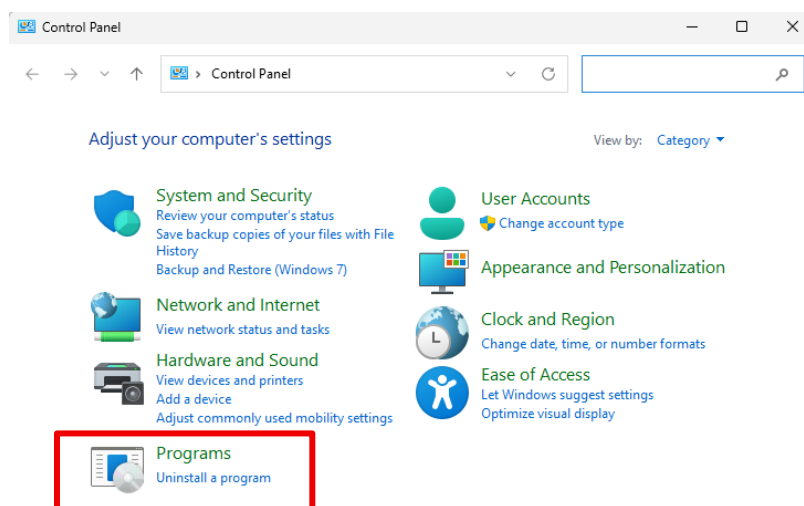 Control Panel
Control Panel
Adjust your computer's settings
View by: Category
System and Security
Review your computer's status
Save backup copies of your files with File
History
Backup and Restore (Windows 7)
Network and Internet
View network status and tasks
Hardware and Sound
View devices and printers
Add a device
Adjust commonly used mobility settings
Programs
Uninstall a program
User Accounts
Change account type
Appearance and Personalization
Clock and Region
Change date, time, or number formats
Ease of Access
Let Windows suggest settings
Optimize visual display